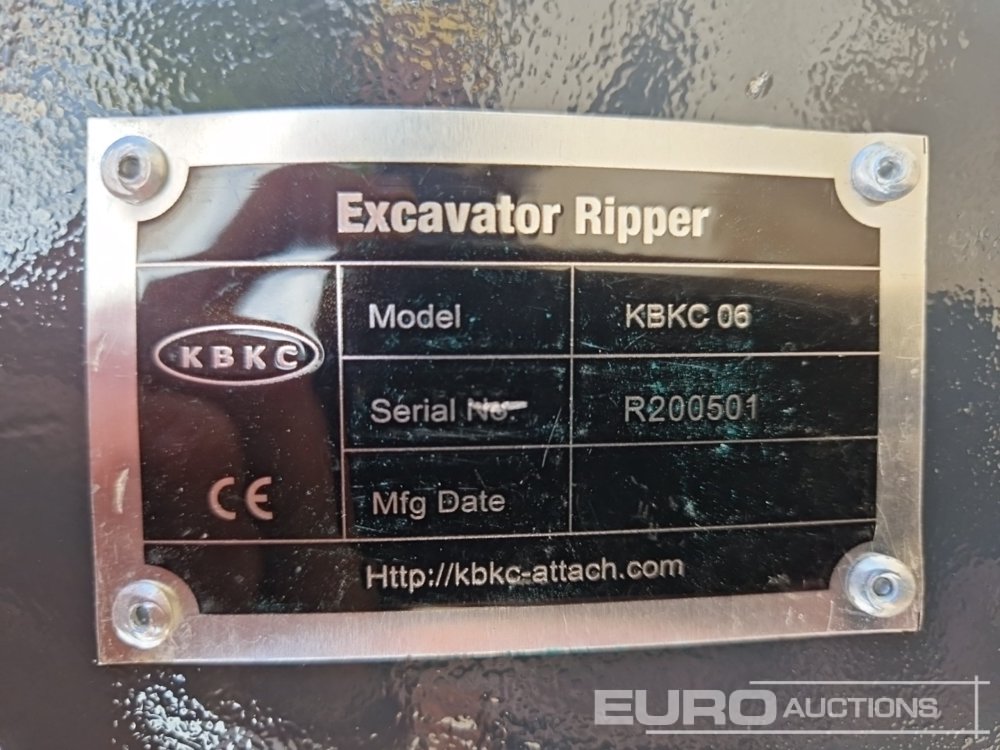 Excavator Ripper
KBKC
Model KBKC 06
Serial No. R200501
Mfg Date
CE
Http://kbkc-attach.com
EURO AUCTIONS